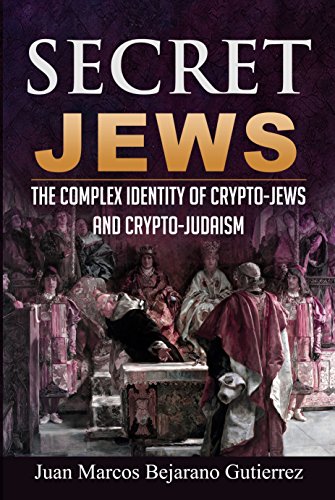 SECRET
JEWS
THE COMPLEX IDENTITY OF CRYPTO-JEWS
AND CRYPTO-JUDAISM
Juan Marcos Bejarano Gutierrez